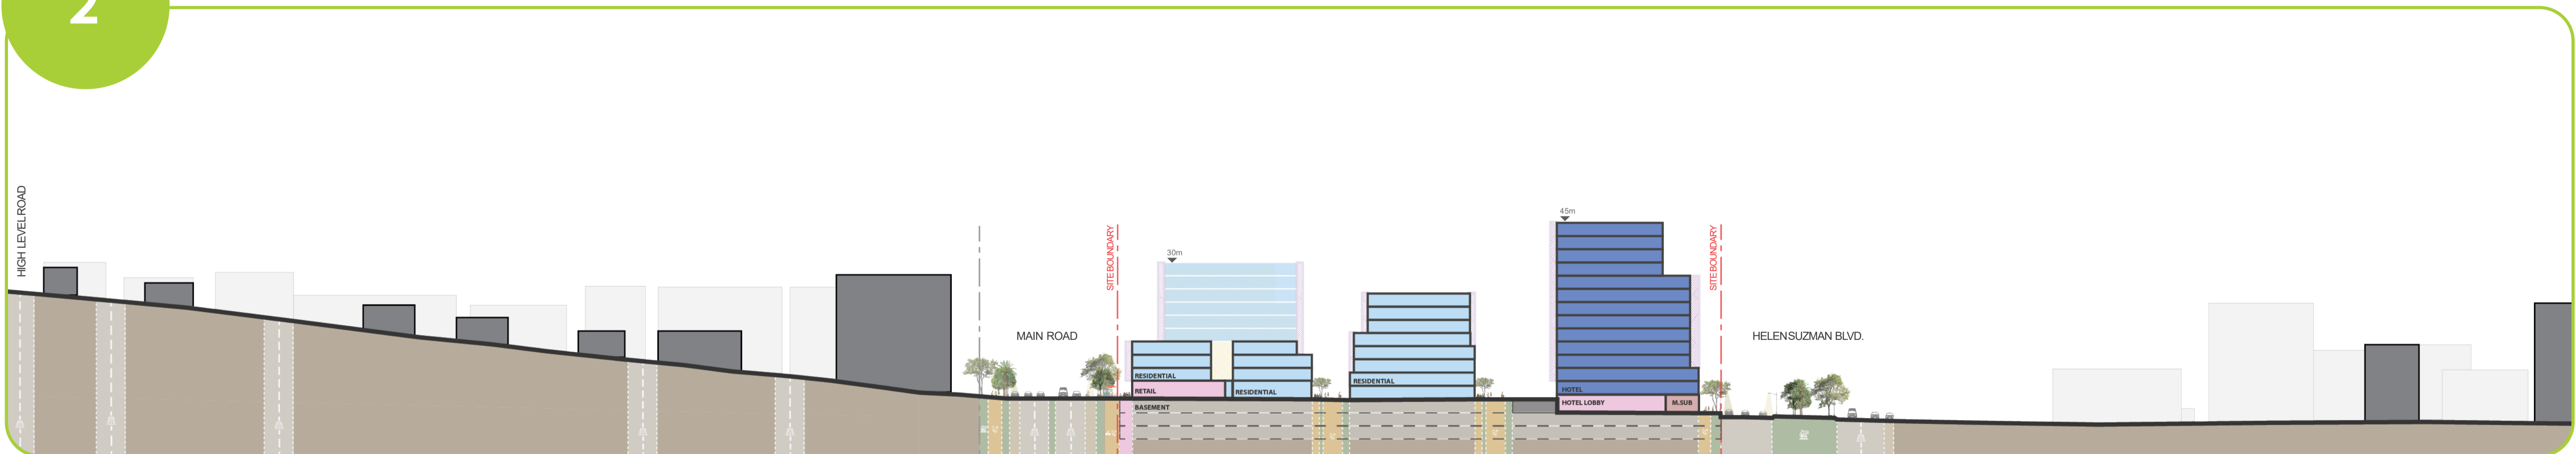 2
HIGH LEVEL ROAD
MAIN ROAD
SITE BOUNDARY
30m
RESIDENTIAL
RETAIL
RESIDENTIAL
BASEMENT
RESIDENTIAL
45m
HOTEL
HOTEL LOBBY
M.SUB
SITE BOUNDARY
HELEN SUZMAN BLVD.